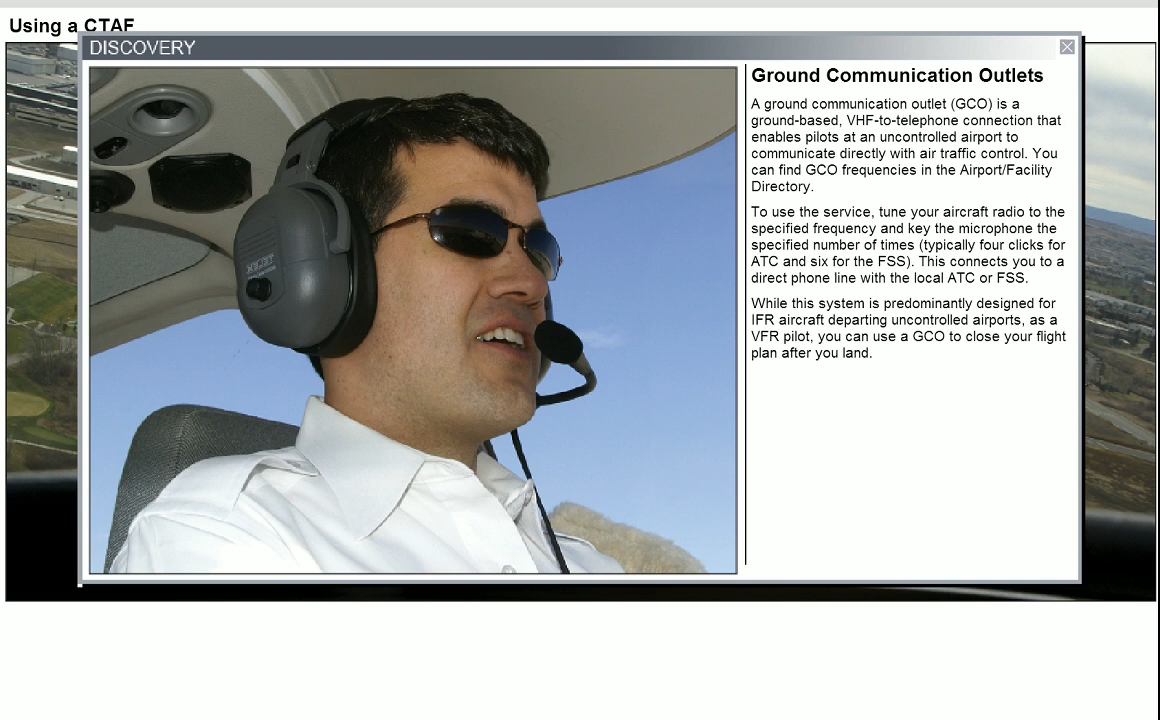 Using a CTAF
DISCOVERY
Ground Communication Outlets
A ground communication outlet (GCO) is a
ground-based, VHF-to-telephone connection that
enables pilots at an uncontrolled airport to
communicate directly with air traffic control. You
can find GCO frequencies in the Airport/Facility
Directory.
To use the service, tune your aircraft radio to the
specified frequency and key the microphone the
specified number of times (typically four clicks for
ATC and six for the FSS). This connects you to a
direct phone line with the local ATC or FSS.
While this system is predominantly designed for
IFR aircraft departing uncontrolled airports, as a
VFR pilot, you can use a GCO to close your flight
plan after you land.